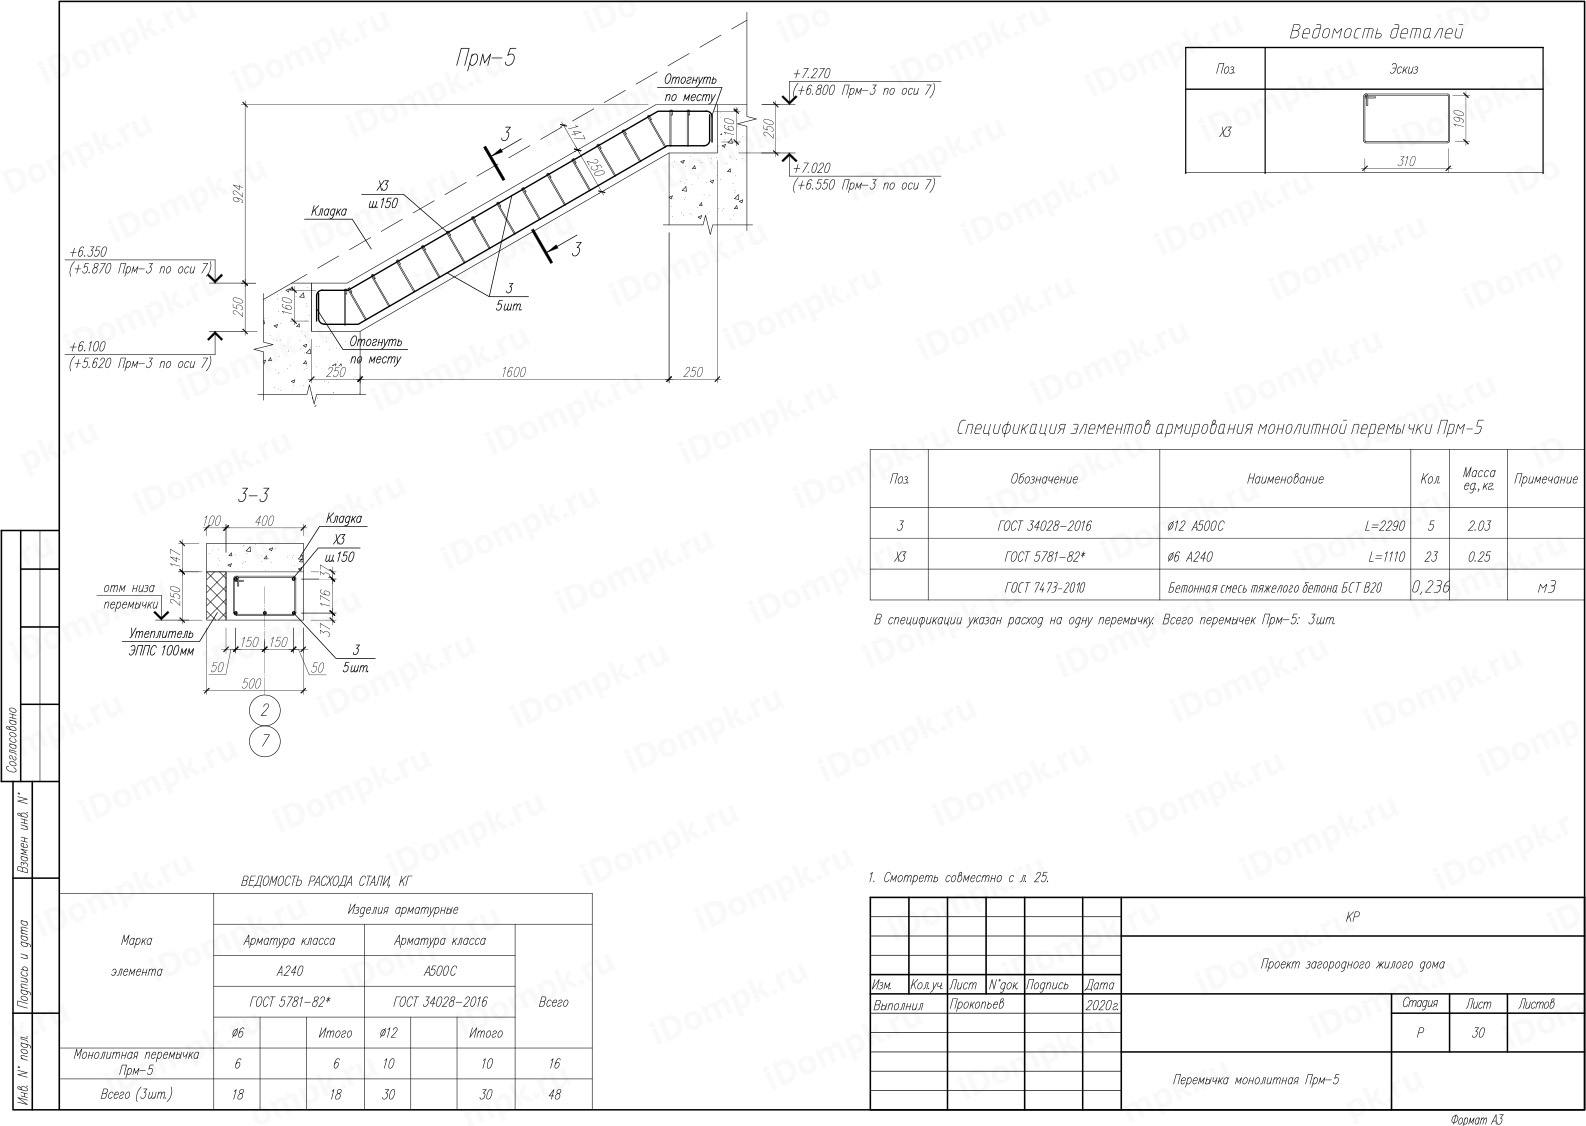 Прм-5
Отогнуть
по месту
+7.270
(+6.800 Прм-3 по оси 7)
160
250
+7.020
(+6.550 Прм-3 по оси 7)
147
250
3
3
Х3
ш.150
Кладка
924
+6.350
(+5.870 Прм-3 по оси 7)
250
160
3
5шт.
+6.100
(+5.620 Прм-3 по оси 7)
Отогнуть
по месту
250
1600
250
Ведомость деталей
Поз.
Эскиз
Х3
190
310
3-3
100
400
Кладка
Х3
ш.150
147
250
37
176
37
отм низа
перемычки
Утеплитель
ЭППС 100мм
150
150
50
50
3
5шт.
500
2
7
Спецификация элементов армирования монолитной перемычки Прм-5
Поз. Обозначение Наименование Кол. Масса ед., кг. Примечание
3 ГОСТ 34028-2016 Ø12 А500С L=2290 5 2.03
Х3 ГОСТ 5781-82* Ø6 А240 L=1110 23 0.25
ГОСТ 7473-2010 Бетонная смесь тяжелого бетона БСТ В20 0,236 м3
В спецификации указан расход на одну перемычку. Всего перемычек Прм-5: 3шт.
ВЕДОМОСТЬ РАСХОДА СТАЛИ, КГ
Марка
элемента
Изделия арматурные
Арматура класса Арматура класса
А240 А500С
ГОСТ 5781-82* ГОСТ 34028-2016 Всего
Ø6 Итого Ø12 Итого
Монолитная перемычка
Прм-5
6 6 10 10 16
Всего (3шт.) 18 18 30 30 48
1. Смотреть совместно с л. 25.
КР
Проект загородного жилого дома
Изм. Кол.уч. Лист N°док. Подпись Дата
Выполнил Прокопьев 2020г.
Стадия Лист Листов
Р 30
Перемычка монолитная Прм-5
Формат А3
Согласовано
Взамен инв. N°
Подпись и дата
Инв. N° подл.
iDompk.ru